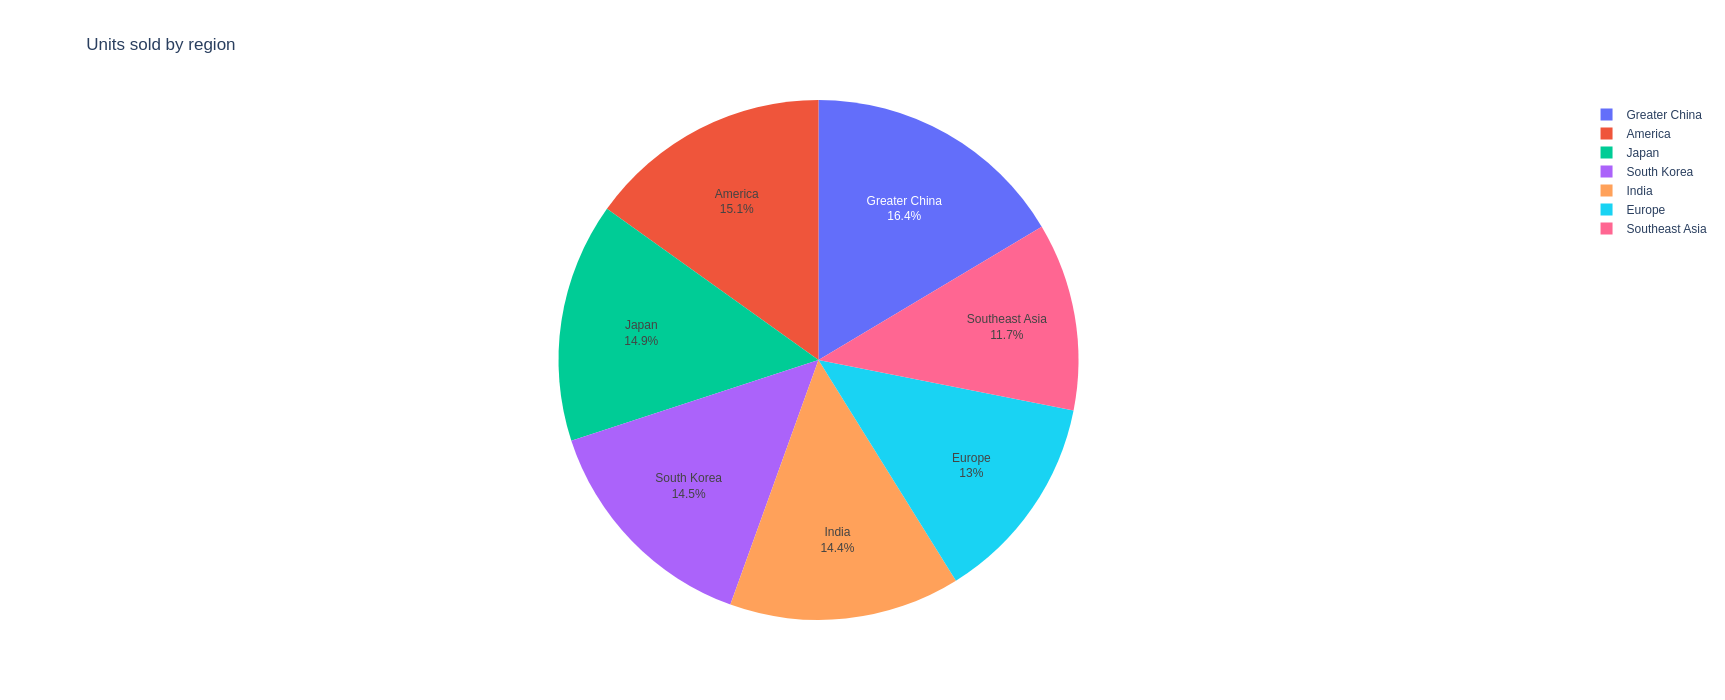 Units sold by region
America
15.1%
Greater China
16.4%
Japan
14.9%
Southeast Asia
11.7%
South Korea
14.5%
Europe
13%
India
14.4%
Greater China
America
Japan
South Korea
India
Europe
Southeast Asia